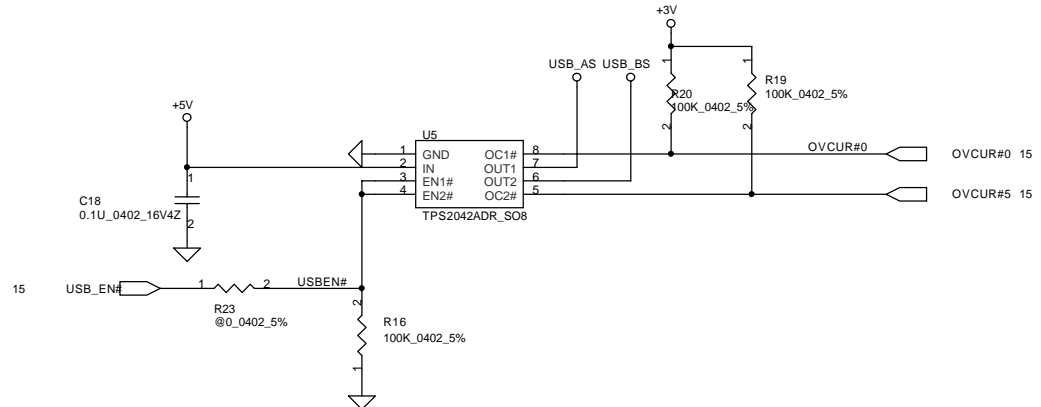 +3V
USB_AS USB_BS
1 1
R19
100K_0402_5%
R20
100K_0402_5%
2 2
+5V
U5
1 GND OC1# 8 OVCUR#0 OVCUR#0 15
2 IN OUT1 7
3 EN1# OUT2 6
4 EN2# OC2# 5 OVCUR#5 15
TPS2042ADR_SO8
1
C18
0.1U_0402_16V4Z
2
15 USB_EN# 1 2 USBEN#
R23
@0_0402_5%
2
R16
100K_0402_5%
1